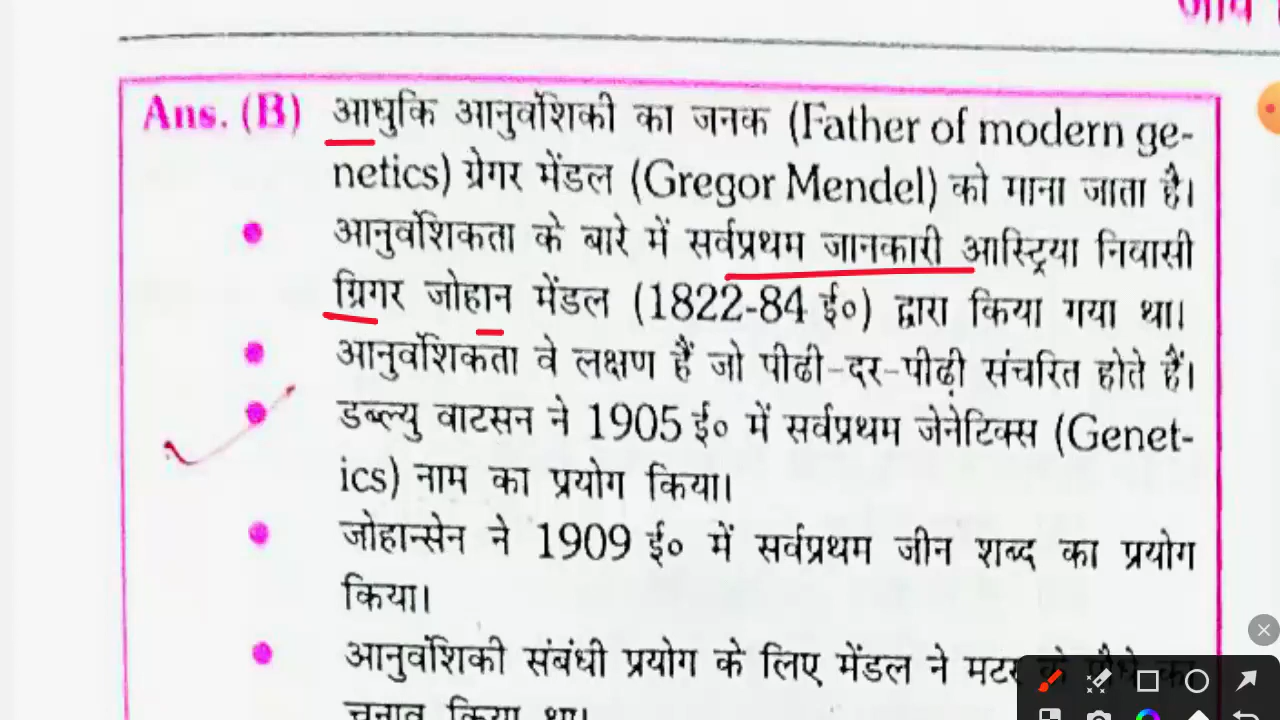 Ans. (B) आधुकि आनुवंशिकी का जनक (Father of modern ge-
netics) ग्रेगर मेंडल (Gregor Mendel) को माना जाता है।
आनुवंशिकता के बारे में सर्वप्रथम जानकारी आस्ट्रिया निवासी
ग्रिगर जोहान मेंडल (1822-84 ई०) द्वारा किया गया था।
आनुवंशिकता वे लक्षण हैं जो पीढी-दर-पीढ़ी संचरित होते हैं।
डब्ल्यु वाटसन ने 1905 ई० में सर्वप्रथम जेनेटिक्स (Genet-
ics) नाम का प्रयोग किया।
जोहान्सेन ने 1909 ई० में सर्वप्रथम जीन शब्द का प्रयोग
किया।
आनुवंशिकी संबंधी प्रयोग के लिए मेंडल ने मटर के पौधे का
चुनाव किया था।